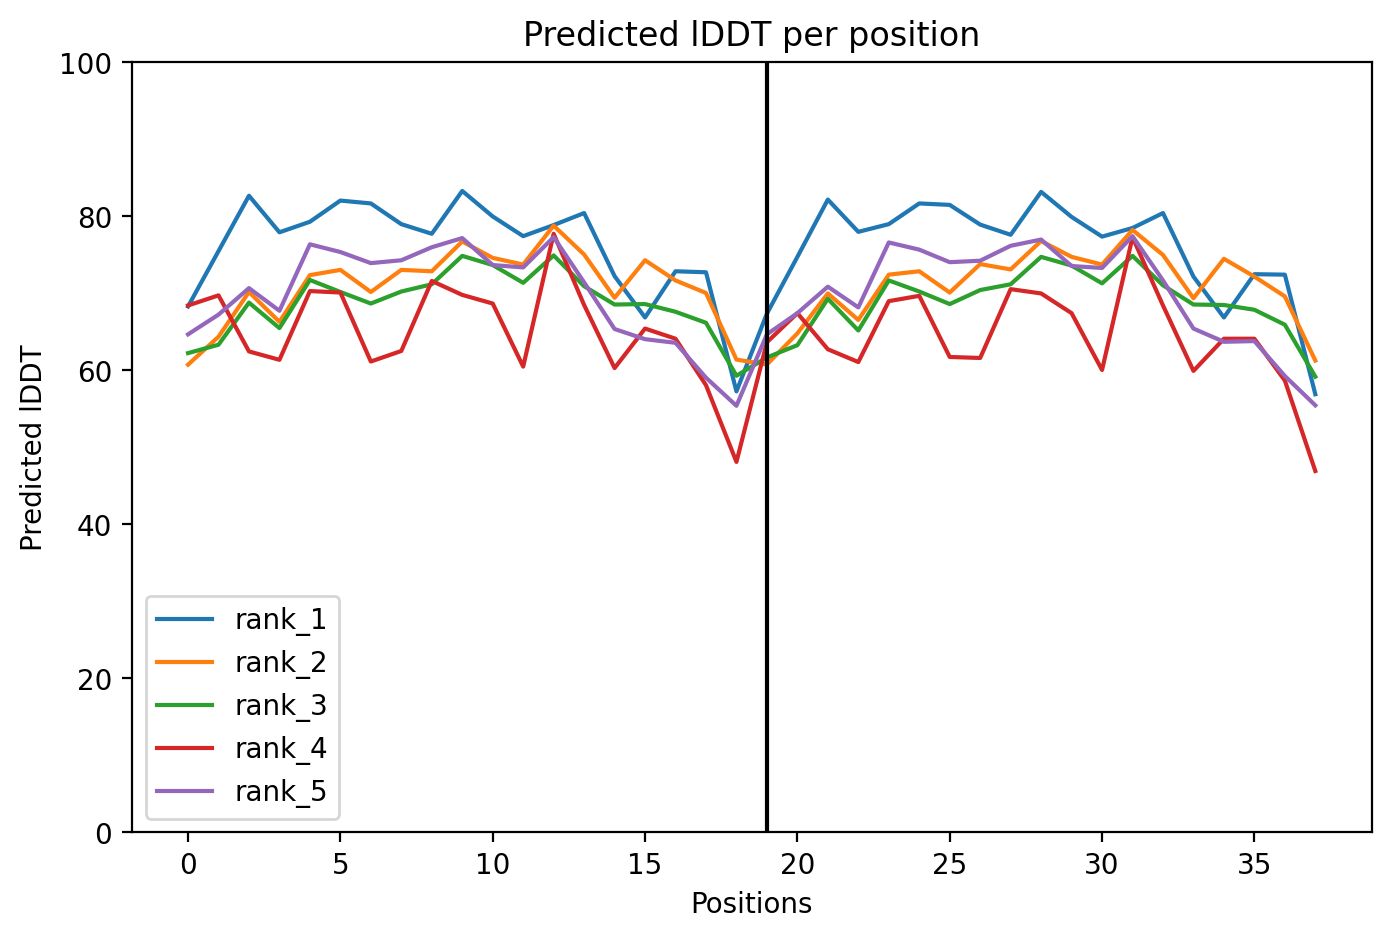 Predicted lDDT per position
Predicted lDDT
100
80
60
40
20
0
rank_1
rank_2
rank_3
rank_4
rank_5
0 5 10 15 20 25 30 35
Positions